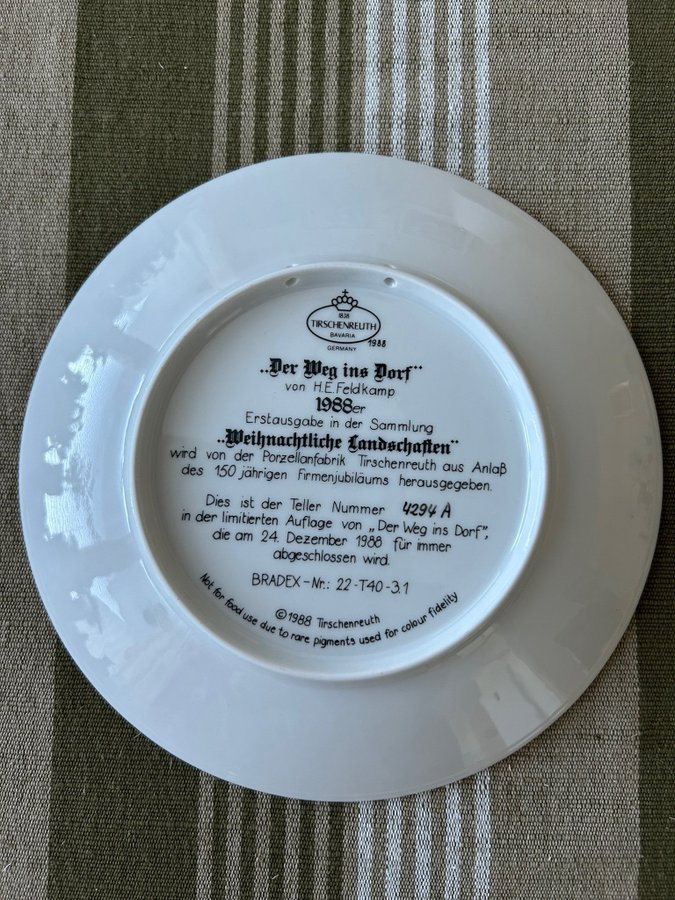 1838
TIRSCHENREUTH
BAVARIA
GERMANY 1988
„Der Weg ins Dorf"
von H.E.Feldkamp
1988er
Erstausgabe in der Sammlung
„Weihnachtliche Landschaften"
wird von der Porzellanfabrik Tirschenreuth aus Anlaß
des 150 jährigen Firmenjubiläums herausgegeben.
Dies ist der Teller Nummer 4294 A
in der limitierten Auflage von „Der Weg ins Dorf",
die am 24. Dezember 1988 für immer
abgeschlossen wird.
BRADEX-Nr.: 22-T40-3.1
©1988 Tirschenreuth
Not for food use due to rare pigments used for colour fidelity